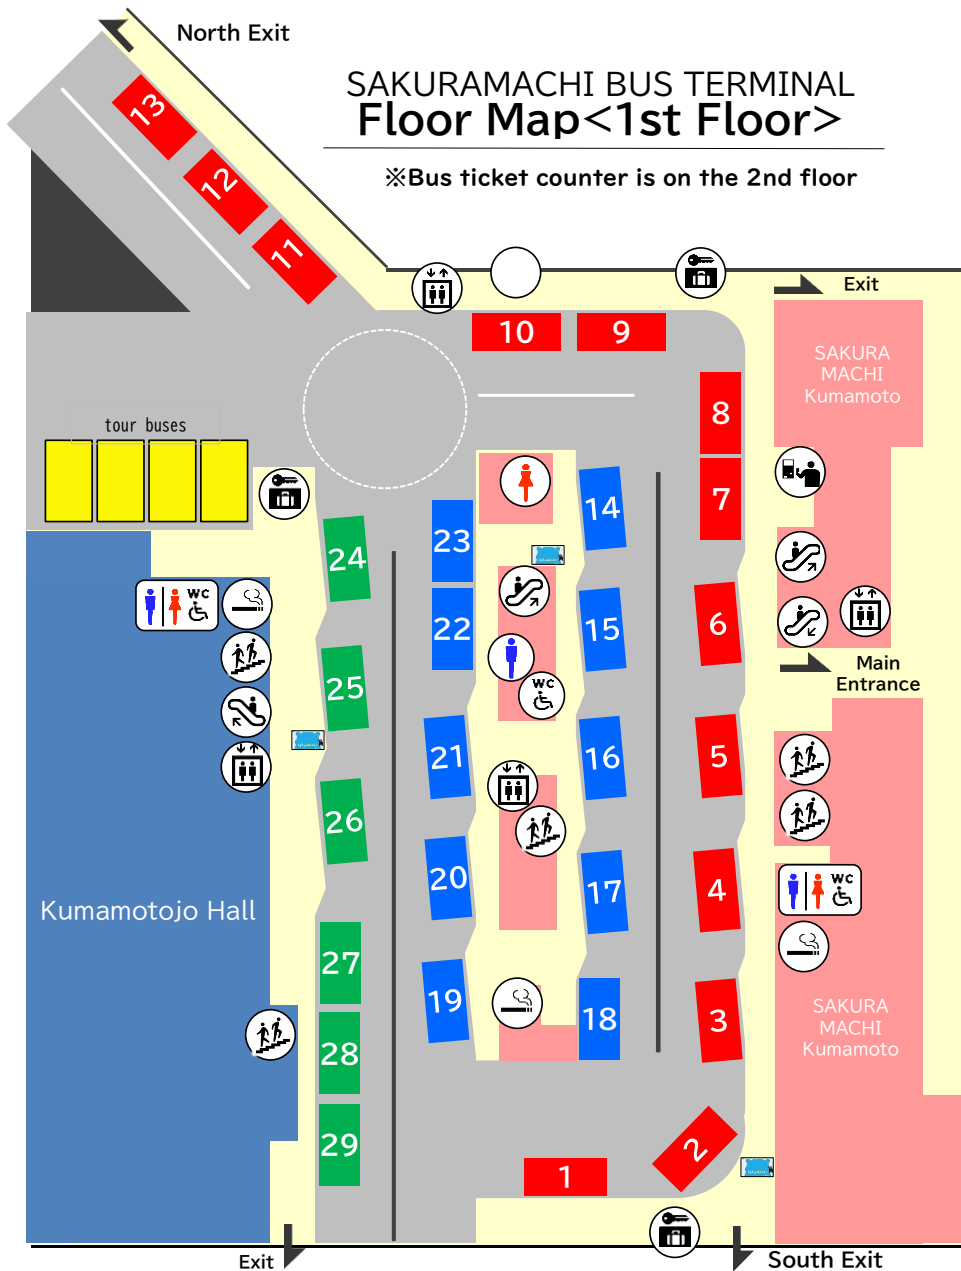 North Exit
SAKURAMACHI BUS TERMINAL
Floor Map<1st Floor>
※Bus ticket counter is on the 2nd floor
13
12
11
Exit
10
9
SAKURA
MACHI
Kumamoto
8
tour buses
7
14
23
24
WC
22
15
6
Main
Entrance
25
WC
21
16
5
26
20
17
4
WC
Kumamotojo Hall
27
19
18
3
SAKURA
MACHI
Kumamoto
28
29
2
1
Exit
South Exit